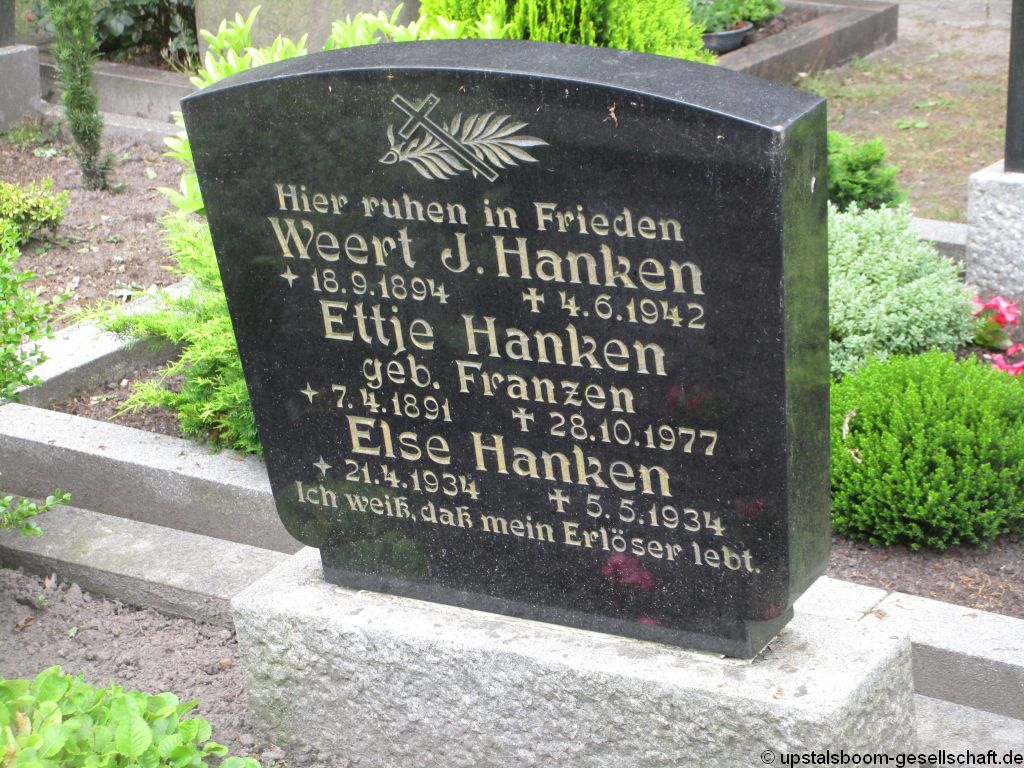 Hier ruhen in Frieden
Weert J. Hanken
✦ 18.9.1894 ✝ 4.6.1942
Ettje Hanken
geb. Franzen
✦ 7.4.1891 ✝ 28.10.1977
Else Hanken
✦ 21.4.1934 ✝ 5.5.1934
Ich weiß, daß mein Erlöser lebt.
© upstalsboom-gesellschaft.de